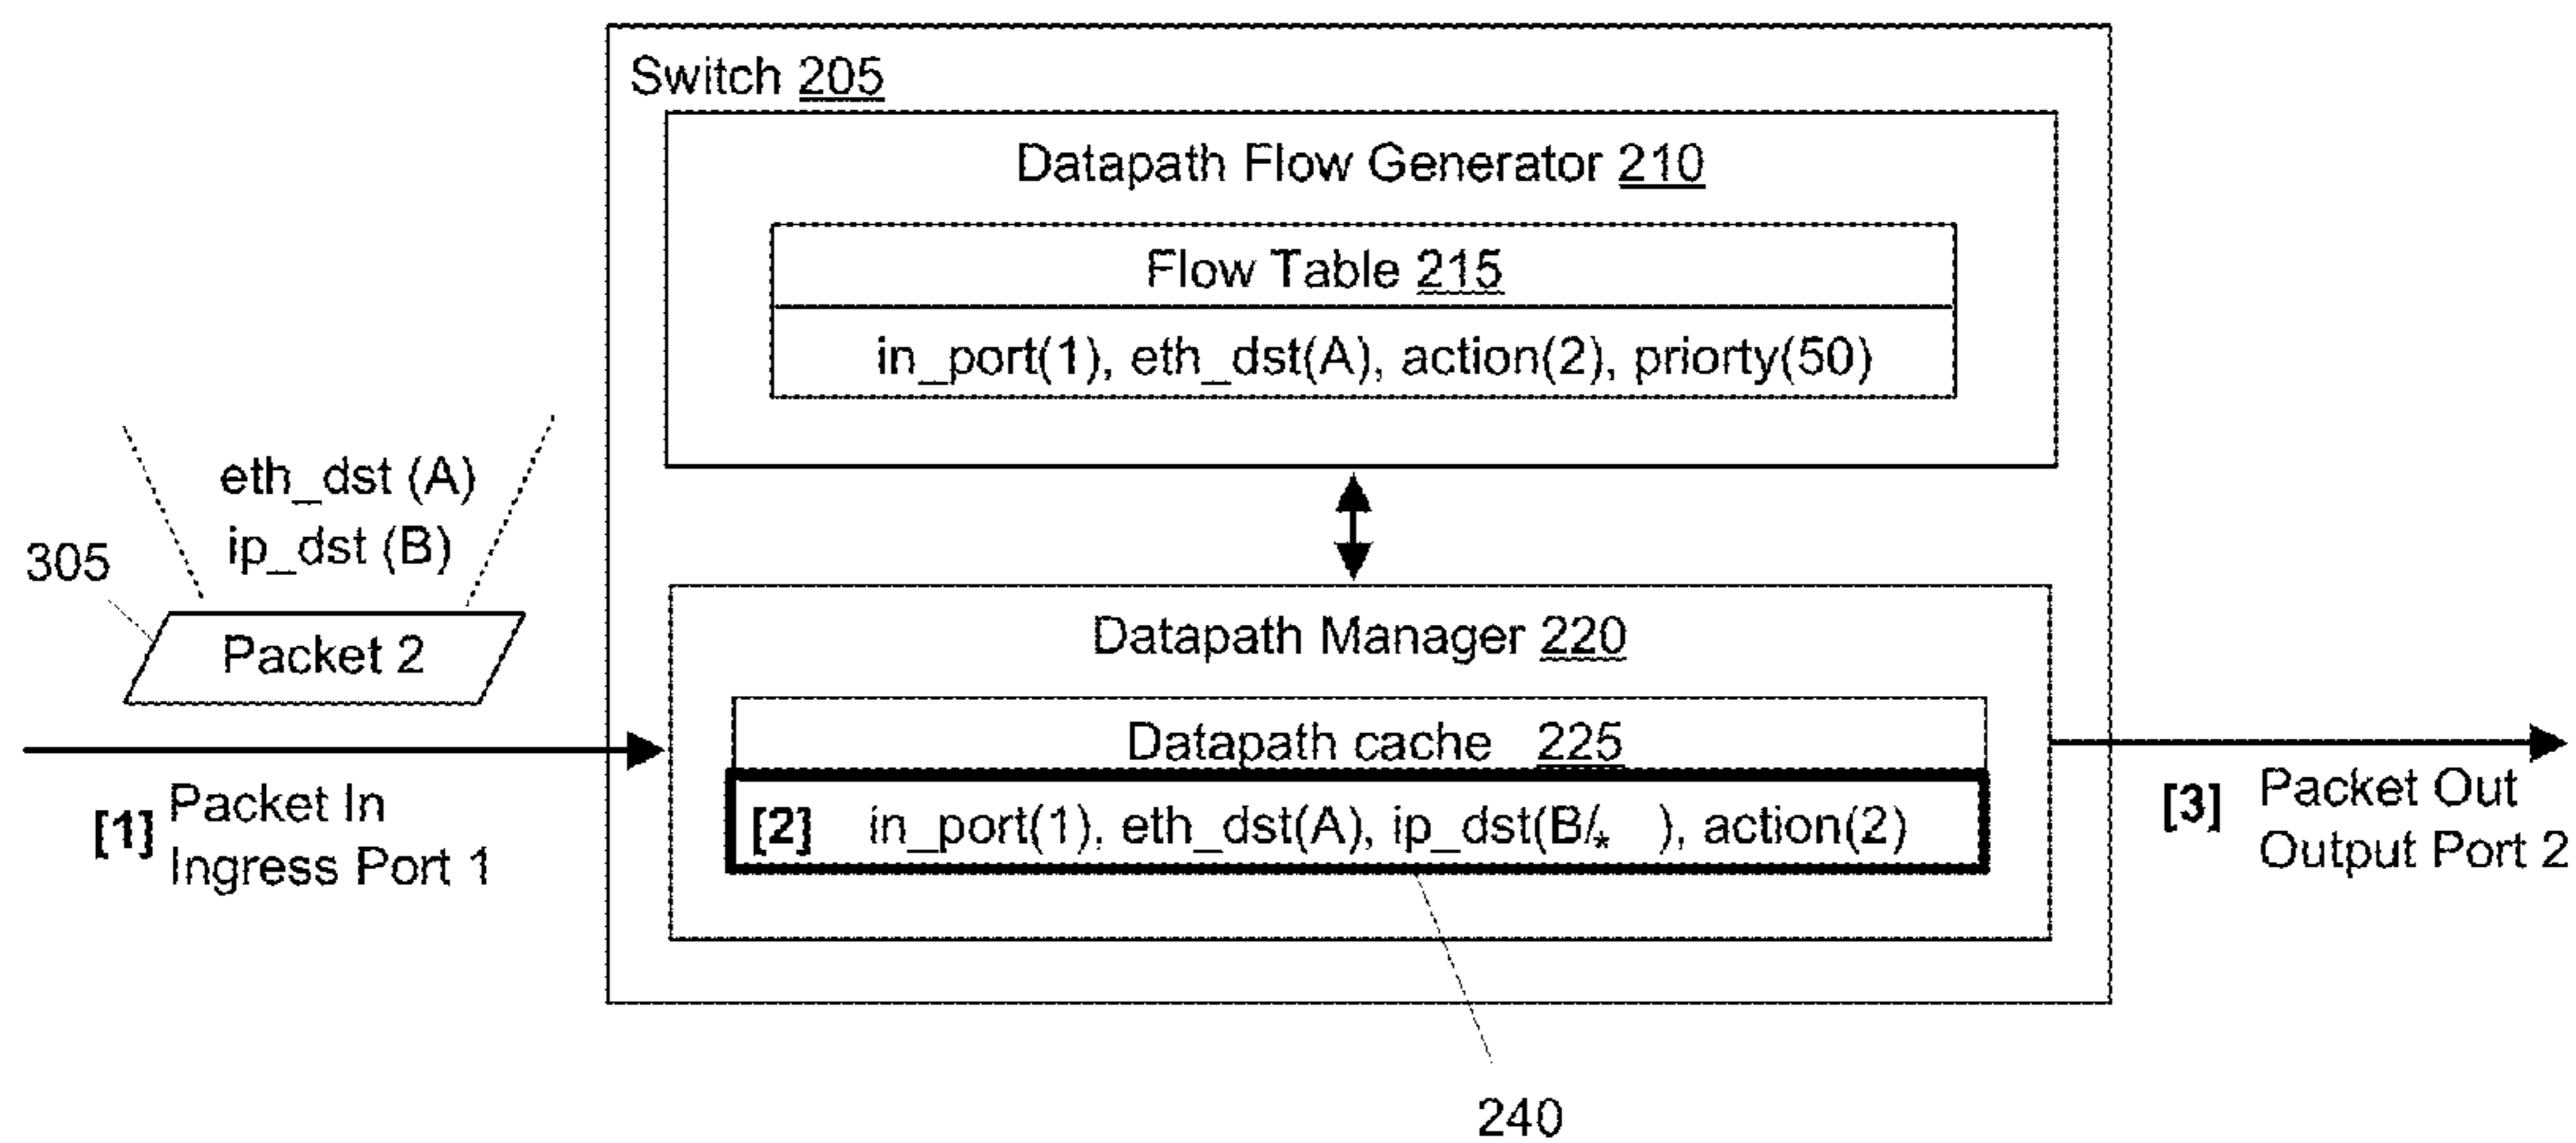 Switch 205
Datapath Flow Generator 210
Flow Table 215
in_port(1), eth_dst(A), action(2), priorty(50)
eth_dst (A)
ip_dst (B)
305
Packet 2
Datapath Manager 220
Datapath cache 225
[2] in_port(1), eth_dst(A), ip_dst(B/* ), action(2)
[1] Packet In
Ingress Port 1
[3] Packet Out
Output Port 2
240